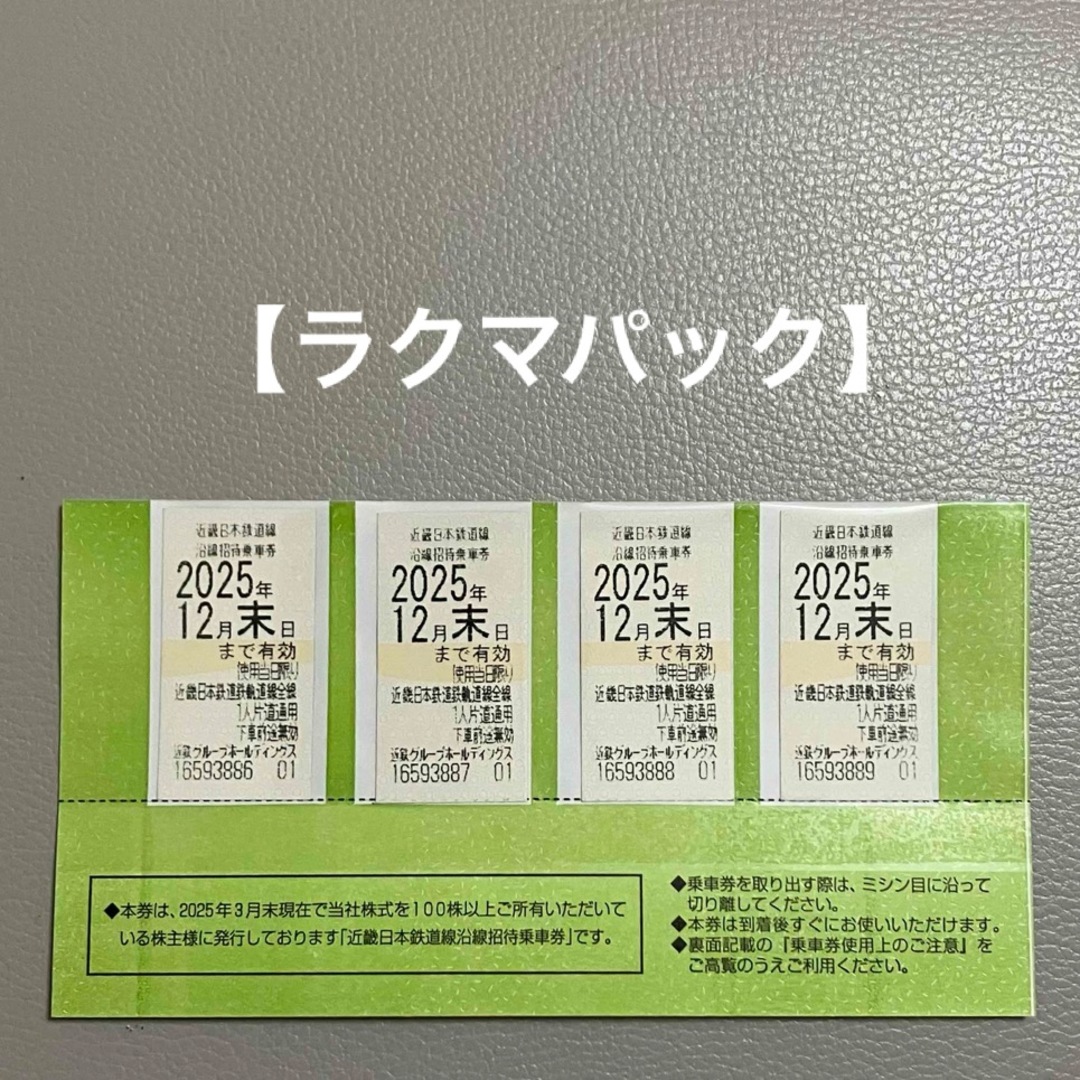 【ラクマパック】
近畿日本鉄道線
沿線招待乗車券
2025年
12月末日
まで有効
使用当日限り
近畿日本鉄道鉄軌道線全線
1人片道通用
下車前途無効
近鉄グループホールディングス
16593886 01
近畿日本鉄道線
沿線招待乗車券
2025年
12月末日
まで有効
使用当日限り
近畿日本鉄道鉄軌道線全線
1人片道通用
下車前途無効
近鉄グループホールディングス
16593887 01
近畿日本鉄道線
沿線招待乗車券
2025年
12月末日
まで有効
使用当日限り
近畿日本鉄道鉄軌道線全線
1人片道通用
下車前途無効
近鉄グループホールディングス
16593888 01
近畿日本鉄道線
沿線招待乗車券
2025年
12月末日
まで有効
使用当日限り
近畿日本鉄道鉄軌道線全線
1人片道通用
下車前途無効
近鉄グループホールディングス
16593889 01
◆本券は、2025年3月末現在で当社株式を100株以上ご所有いただいて
いる株主様に発行しております「近畿日本鉄道線沿線招待乗車券」です。
◆乗車券を取り出す際は、ミシン目に沿って
切り離してください。
◆本券は到着後すぐにお使いいただけます。
◆裏面記載の『乗車券使用上のご注意』を
ご高覧のうえご利用ください。